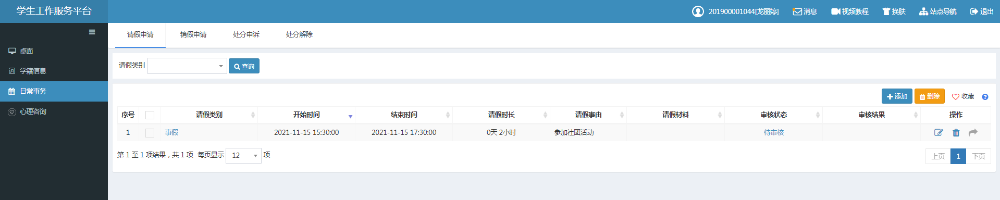 学生工作服务平台
201900001044[龙丽婷] 消息 视频教程 换肤 站点导航 退出
桌面
学籍信息
日常事务
心理咨询
请假申请 销假申请 处分申诉 处分解除
请假类别 查询
添加 删除 收藏
序号 请假类别 开始时间 结束时间 请假时长 请假事由 请假材料 审核状态 审核结果 操作
1 事假 2021-11-15 15:30:00 2021-11-15 17:30:00 0天 2小时 参加社团活动 待审核
第 1 至 1 项结果，共 1 项 每页显示 12 项
上页 1 下页